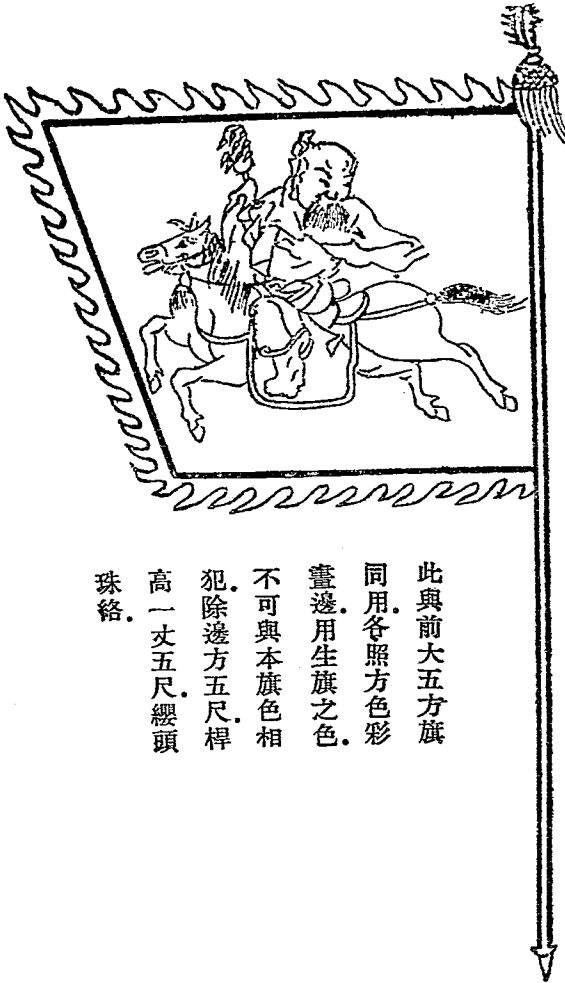 此與前大五方旗
同用.各照方色彩
畫.邊用生旗之色.
不可與本旗色相
犯.除邊方五尺.桿
高一丈五尺.纓頭
珠絡.